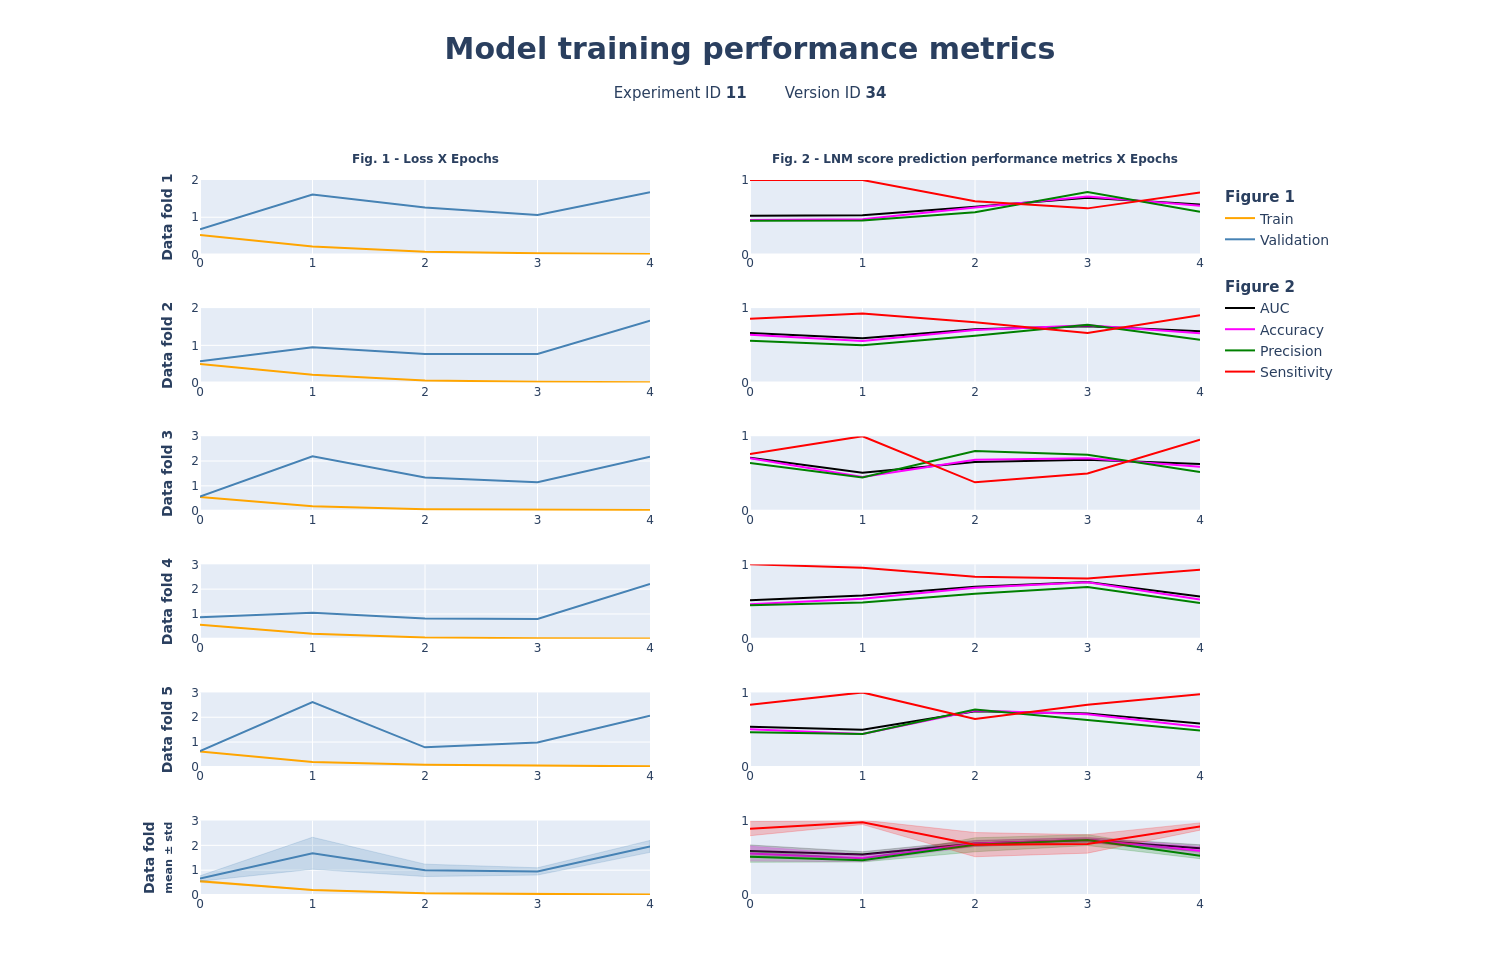 Model training performance metrics
Experiment ID 11 Version ID 34
Fig. 1 - Loss X Epochs
Fig. 2 - LNM score prediction performance metrics X Epochs
Data fold 1
2
1
0
0 1 2 3 4
1
0
0 1 2 3 4
Figure 1
Train
Validation
Figure 2
AUC
Accuracy
Precision
Sensitivity
Data fold 2
2
1
0
0 1 2 3 4
1
0
0 1 2 3 4
Data fold 3
3
2
1
0
0 1 2 3 4
1
0
0 1 2 3 4
Data fold 4
3
2
1
0
0 1 2 3 4
1
0
0 1 2 3 4
Data fold 5
3
2
1
0
0 1 2 3 4
1
0
0 1 2 3 4
Data fold
mean ± std
3
2
1
0
0 1 2 3 4
1
0
0 1 2 3 4